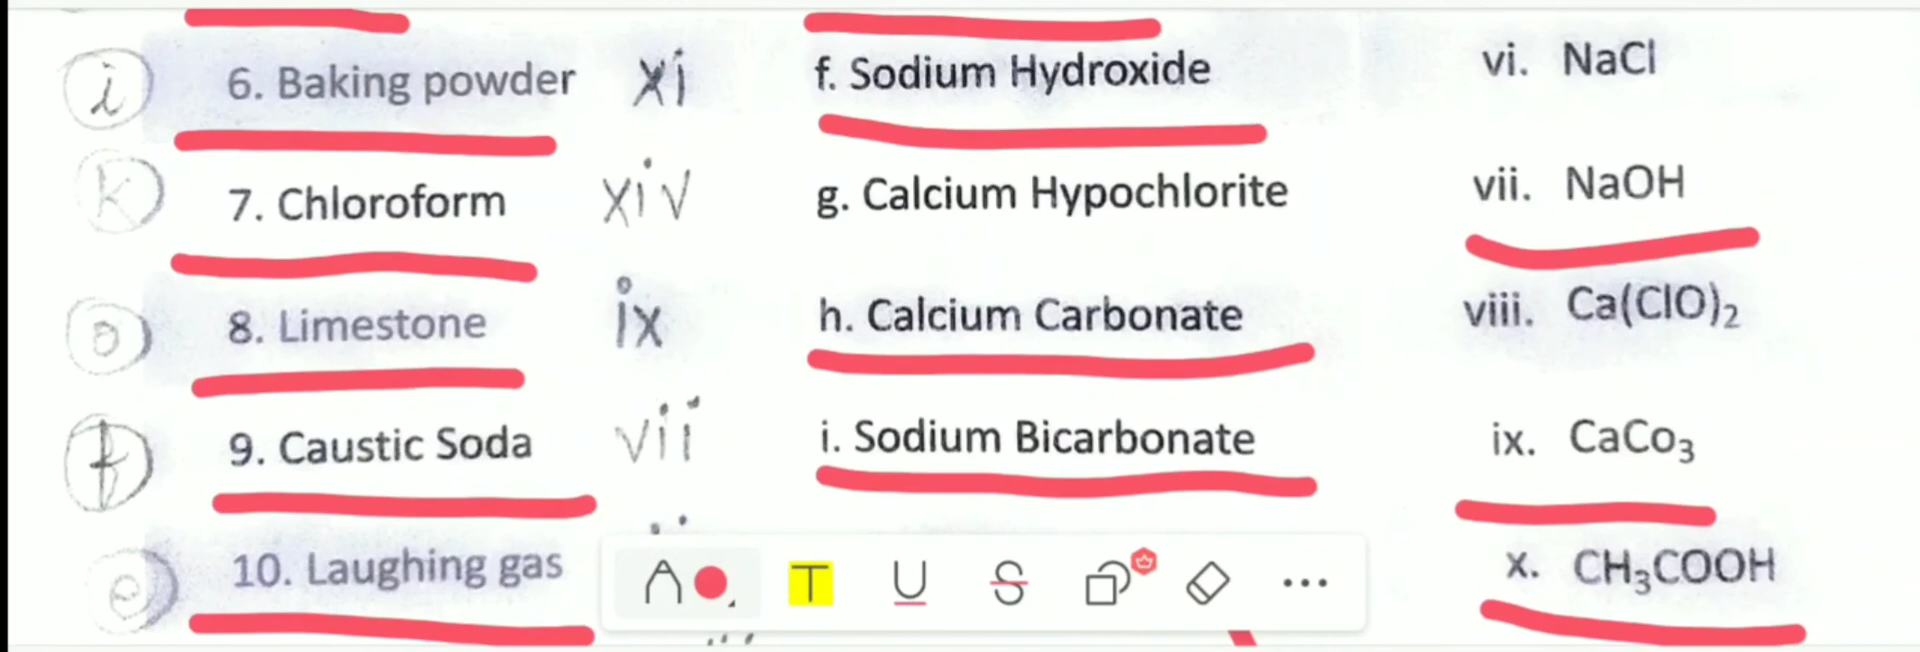 i 6. Baking powder xi f. Sodium Hydroxide vi. NaCl
k 7. Chloroform xiv g. Calcium Hypochlorite vii. NaOH
o 8. Limestone ix h. Calcium Carbonate viii. Ca(ClO)₂
f 9. Caustic Soda vii i. Sodium Bicarbonate ix. CaCo₃
e 10. Laughing gas x. CH₃COOH
A T U S